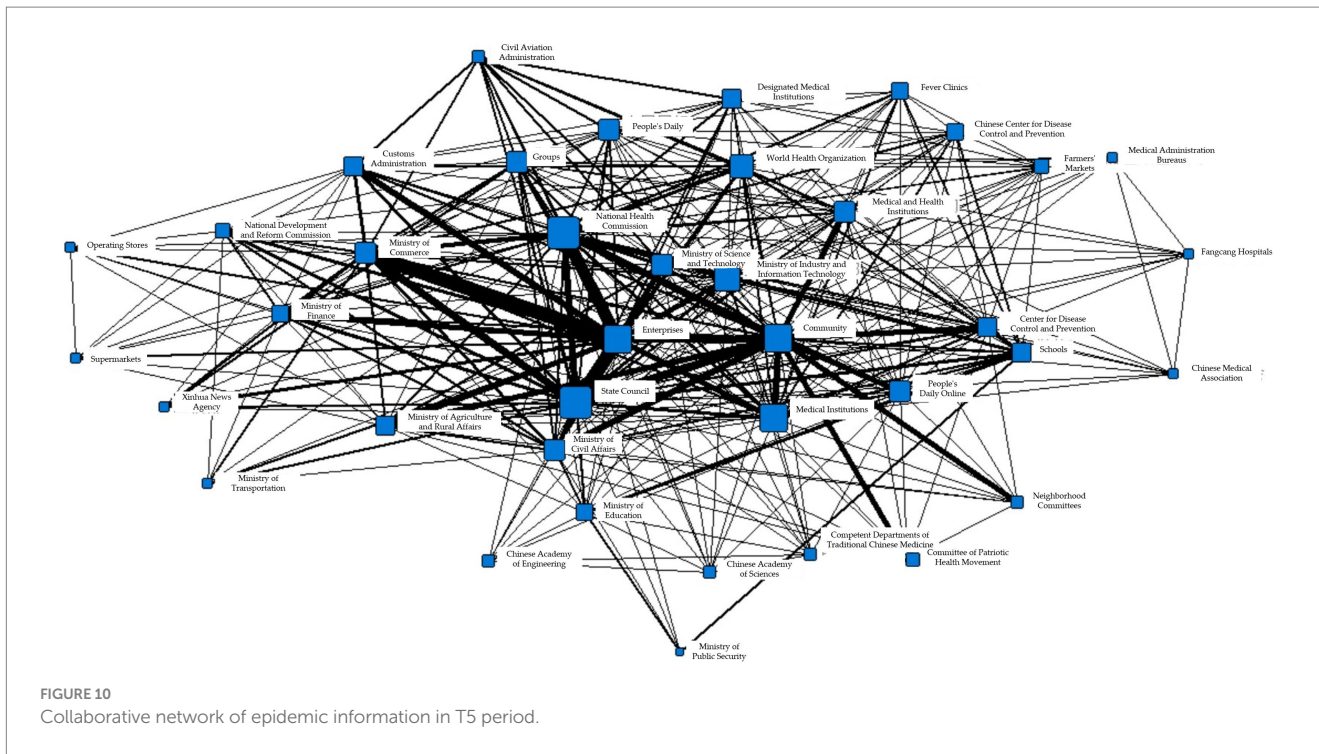 Civil Aviation
Administration
Designated Medical
Institutions
Fever Clinics
People's Daily
Chinese Center for Disease
Control and Prevention
Customs
Administration
Groups
World Health Organization
Farmers'
Markets
Medical Administration
Bureaus
Medical and Health
Institutions
National Health
Commission
National Development
and Reform Commission
Operating Stores
Ministry of
Commerce
Ministry of Science
and Technology
Ministry of Industry and
Information Technology
Fangcang Hospitals
Ministry of
Finance
Enterprises
Community
Center for Disease
Control and Prevention
Schools
Supermarkets
Chinese Medical
Association
Xinhua News
Agency
State Council
People's
Daily Online
Medical Institutions
Ministry of Agriculture
and Rural Affairs
Ministry of
Civil Affairs
Ministry of
Transportation
Neighborhood
Committees
Ministry of
Education
Competent Departments of
Traditional Chinese Medicine
Chinese Academy
of Engineering
Chinese Academy
of Sciences
Committee of Patriotic
Health Movement
Ministry of
Public Security
FIGURE 10
Collaborative network of epidemic information in T5 period.